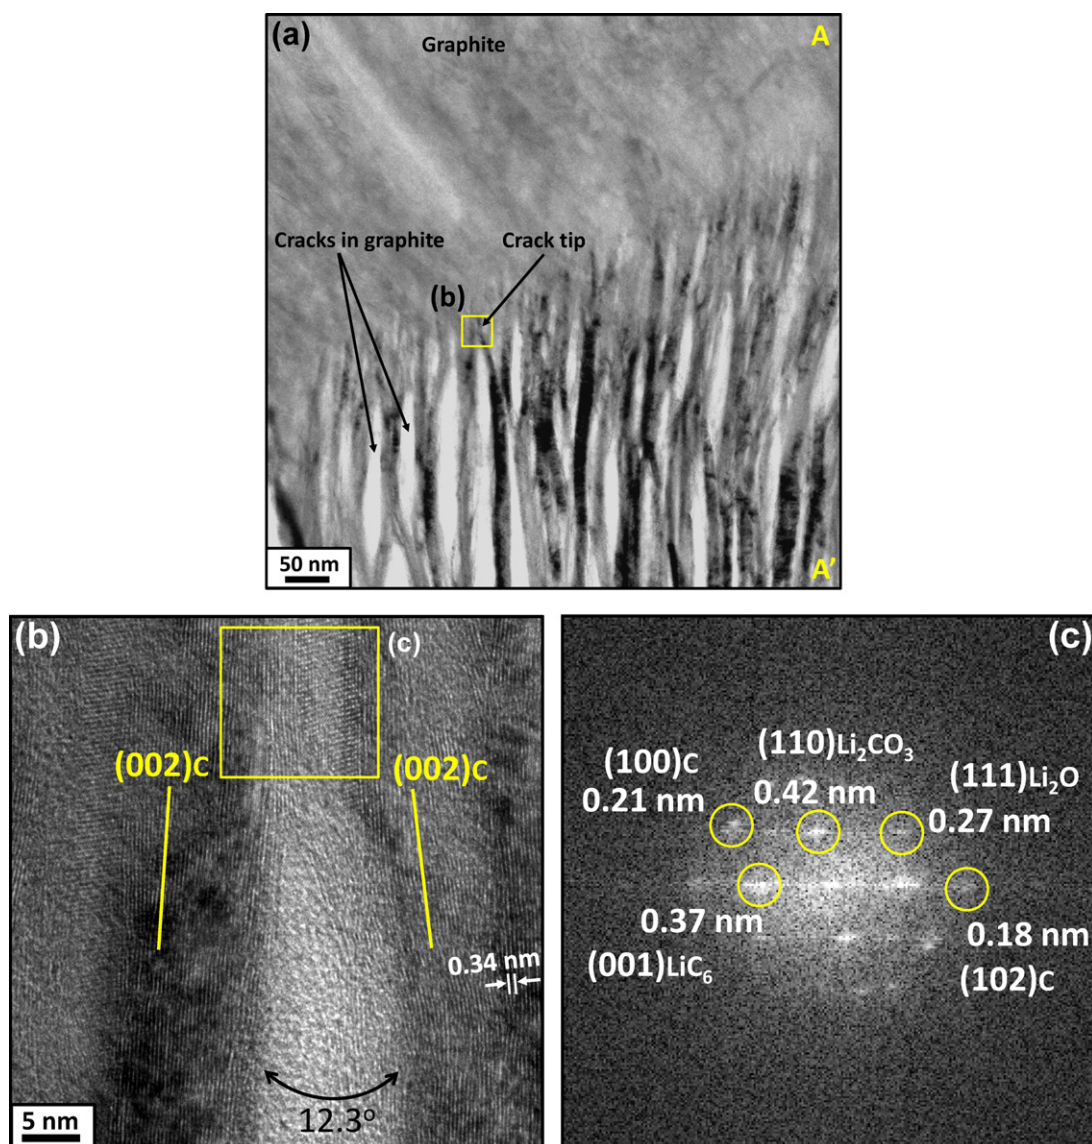 (a)
Graphite
A
Cracks in graphite
Crack tip
(b)
50 nm
A'
(b)
(c)
(002)C
(002)C
0.34 nm
12.3°
5 nm
(c)
(110)Li₂CO₃
(100)C
(111)Li₂O
0.42 nm
0.21 nm
0.27 nm
0.37 nm
0.18 nm
(001)LiC₆
(102)C